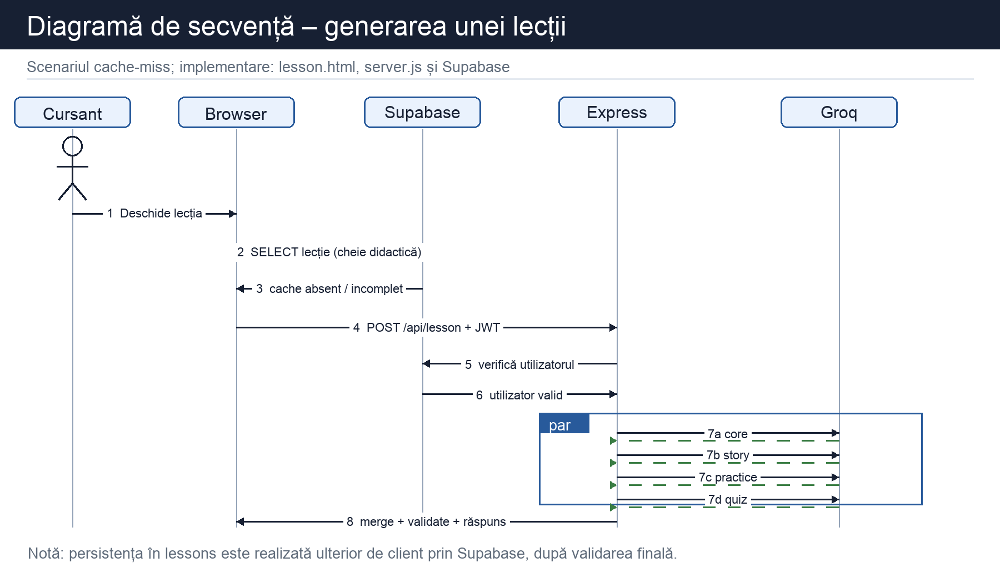 Diagramă de secvență – generarea unei lecții
Scenariul cache-miss; implementare: lesson.html, server.js și Supabase
Cursant
Browser
Supabase
Express
Groq
1 Deschide lecția
2 SELECT lecție (cheie didactică)
3 cache absent / incomplet
4 POST /api/lesson + JWT
5 verifică utilizatorul
6 utilizator valid
par
7a core
7b story
7c practice
7d quiz
8 merge + validate + răspuns
Notă: persistența în lessons este realizată ulterior de client prin Supabase, după validarea finală.